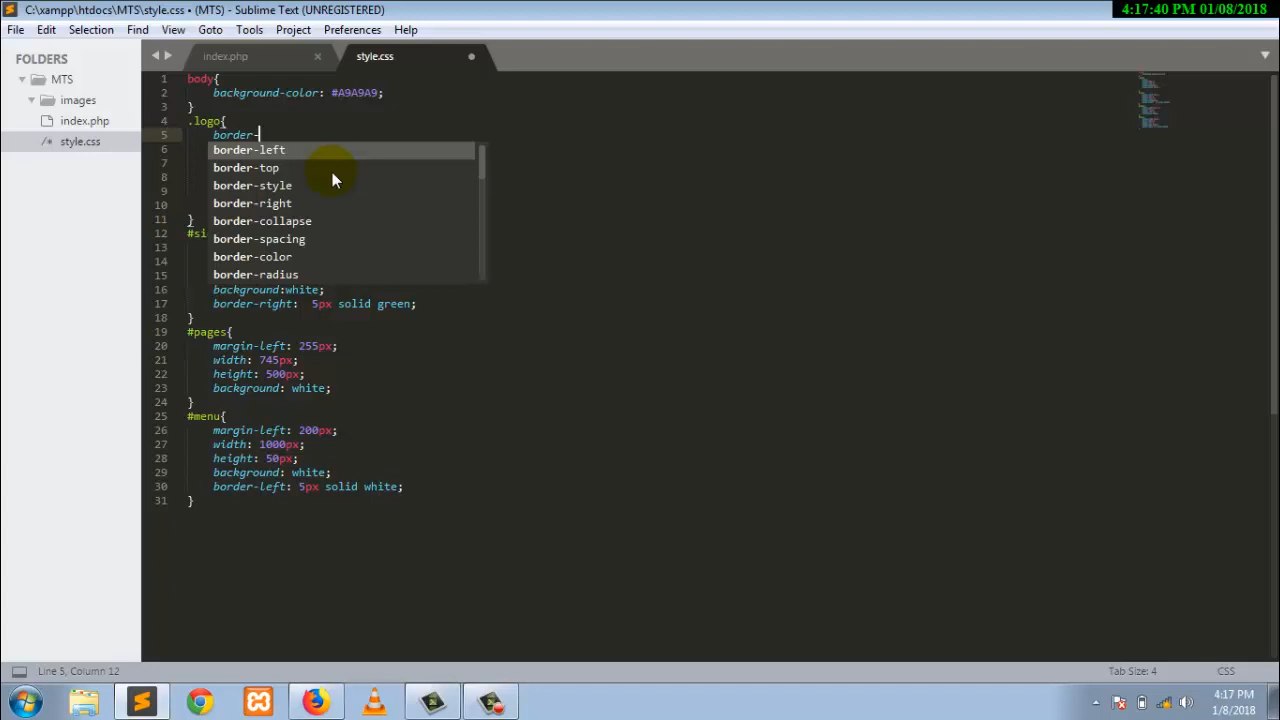 C:\xampp\htdocs\MTS\style.css • (MTS) - Sublime Text (UNREGISTERED)
4:17:40 PM 01/08/2018
File Edit Selection Find View Goto Tools Project Preferences Help
FOLDERS
MTS
images
index.php
/* style.css
index.php × style.css
1 body{
2 background-color: #A9A9A9;
3 }
4 .logo{
5 border-
6 border-left
7 border-top
8 border-style
9 border-right
10 border-collapse
11 }
12 #si
border-spacing
13
border-color
14
border-radius
15
16 background:white;
17 border-right: 5px solid green;
18 }
19 #pages{
20 margin-left: 255px;
21 width: 745px;
22 height: 500px;
23 background: white;
24 }
25 #menu{
26 margin-left: 200px;
27 width: 1000px;
28 height: 50px;
29 background: white;
30 border-left: 5px solid white;
31 }
Line 5, Column 12
Tab Size: 4 CSS
4:17 PM
1/8/2018